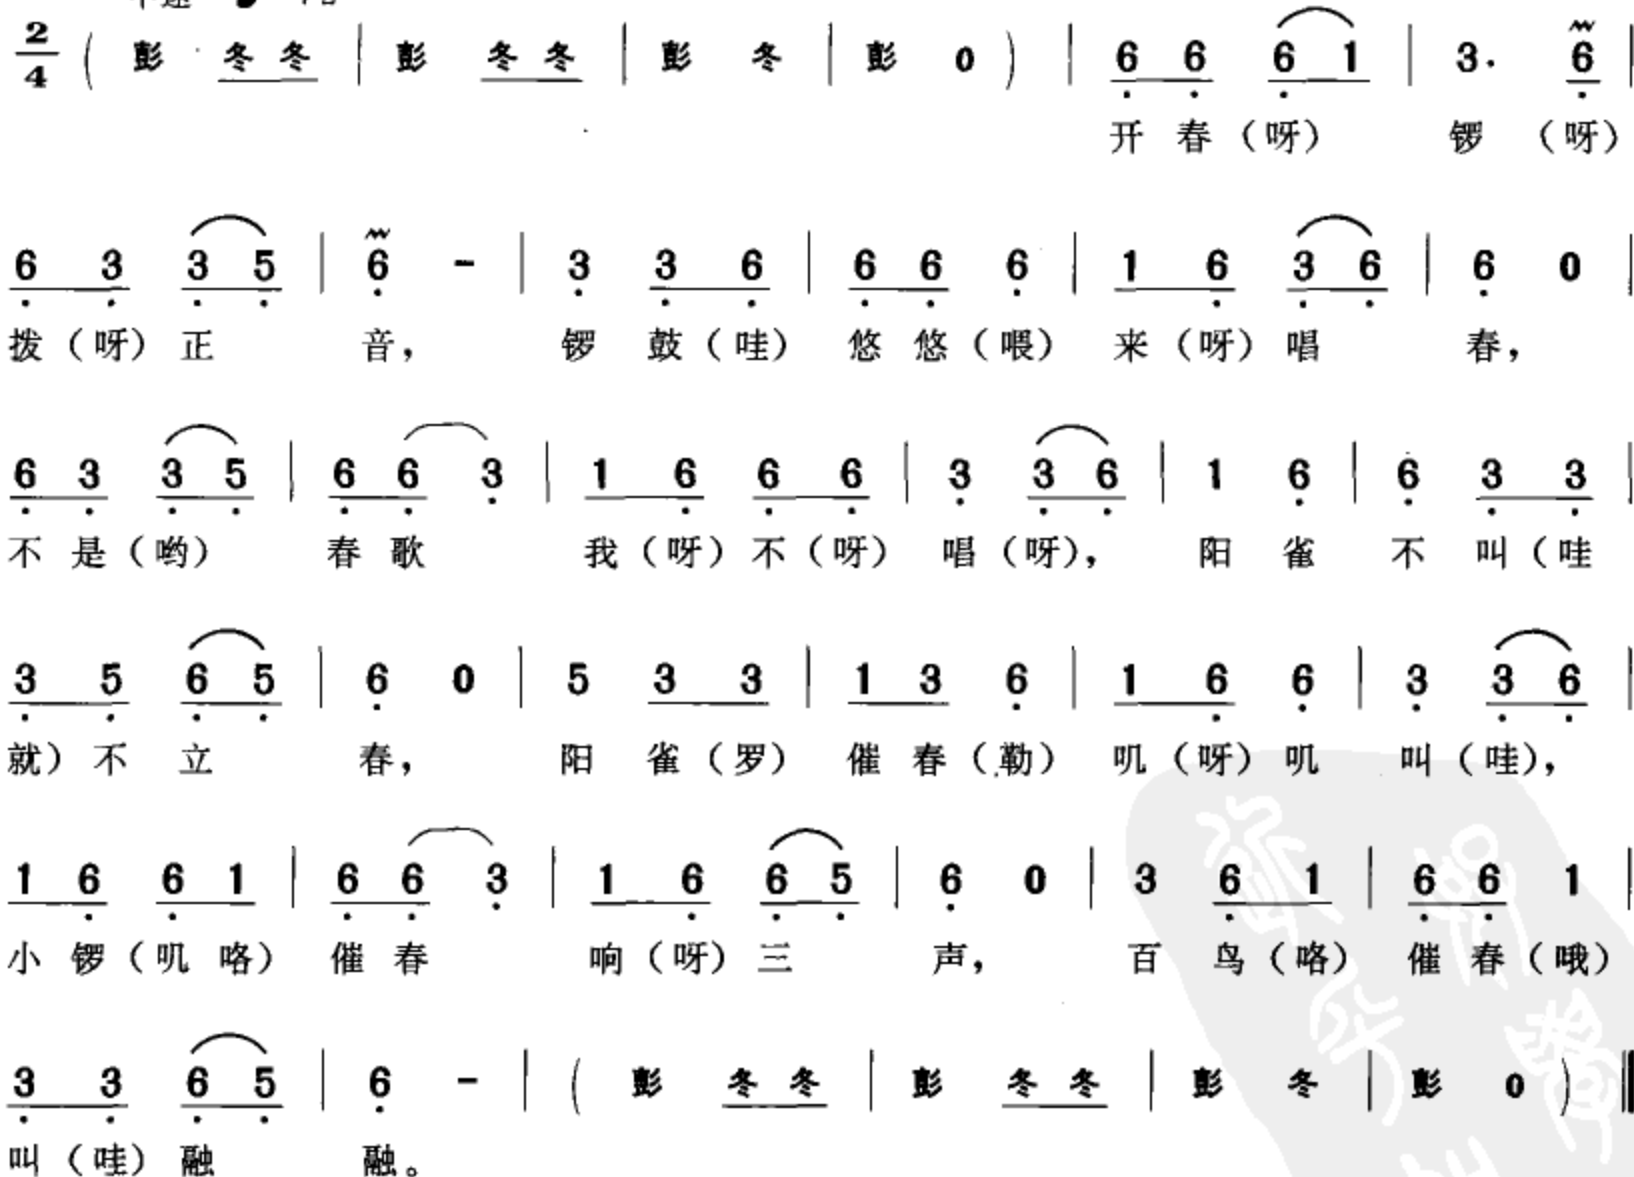 2/4 ( 彭 冬冬 | 彭 冬冬 | 彭 冬 | 彭 0 ) | 6 6 6 1 | 3. 6 |
开 春（呀） 锣 （呀）
6 3 3 5 | 6 - | 3 3 6 | 6 6 6 | 1 6 3 6 | 6 0 |
拨（呀）正 音， 锣 鼓（哇） 悠 悠（喂） 来（呀）唱 春，
6 3 3 5 | 6 6 3 | 1 6 6 6 | 3 3 6 | 1 6 | 6 3 3 |
不 是（哟） 春 歌 我（呀）不（呀） 唱（呀）， 阳 雀 不 叫（哇
3 5 6 5 | 6 0 | 5 3 3 | 1 3 6 | 1 6 6 | 3 3 6 |
就）不 立 春， 阳 雀（罗） 催 春（勒） 叽（呀）叽 叫（哇），
1 6 6 1 | 6 6 3 | 1 6 6 5 | 6 0 | 3 6 1 | 6 6 1 |
小 锣（叽 咯） 催 春 响（呀）三 声， 百 鸟（咯） 催 春（哦）
3 3 6 5 | 6 - | ( 彭 冬冬 | 彭 冬冬 | 彭 冬 | 彭 0 ) ‖
叫（哇）融 融。